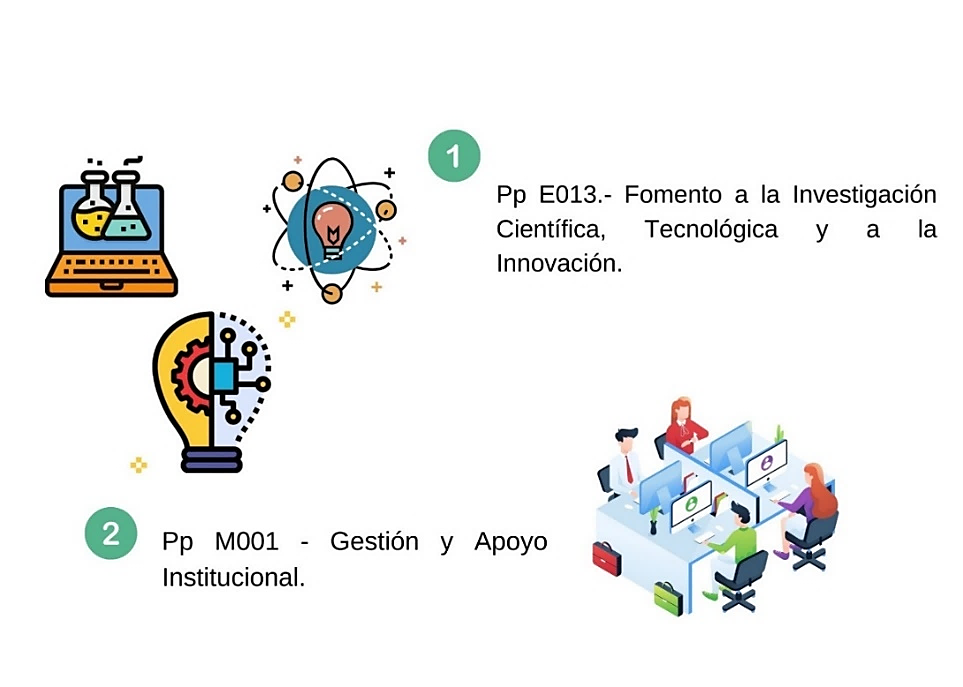 1
Pp E013.- Fomento a la Investigación
Científica, Tecnológica y a la
Innovación.
2
Pp M001 - Gestión y Apoyo
Institucional.